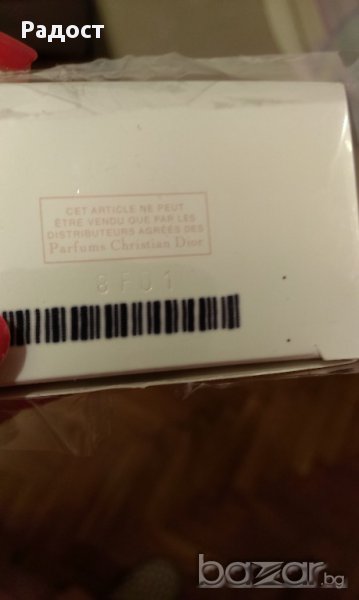 Радост
CET ARTICLE NE PEUT
ÊTRE VENDU QUE PAR LES
DISTRIBUTEURS AGRÉÉS DES
Parfums Christian Dior
8F01
bazar.bg